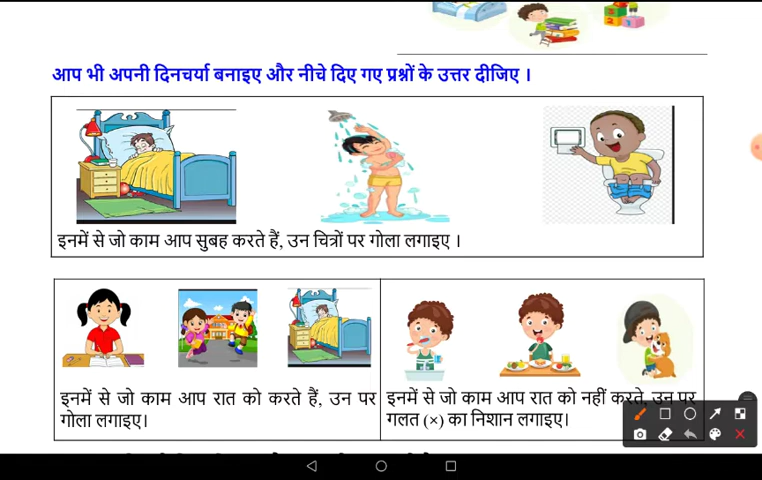 आप भी अपनी दिनचर्या बनाइए और नीचे दिए गए प्रश्नों के उत्तर दीजिए ।
इनमें से जो काम आप सुबह करते हैं, उन चित्रों पर गोला लगाइए ।
इनमें से जो काम आप रात को करते हैं, उन पर
गोला लगाइए।
इनमें से जो काम आप रात को नहीं करते, उन पर
गलत (×) का निशान लगाइए।